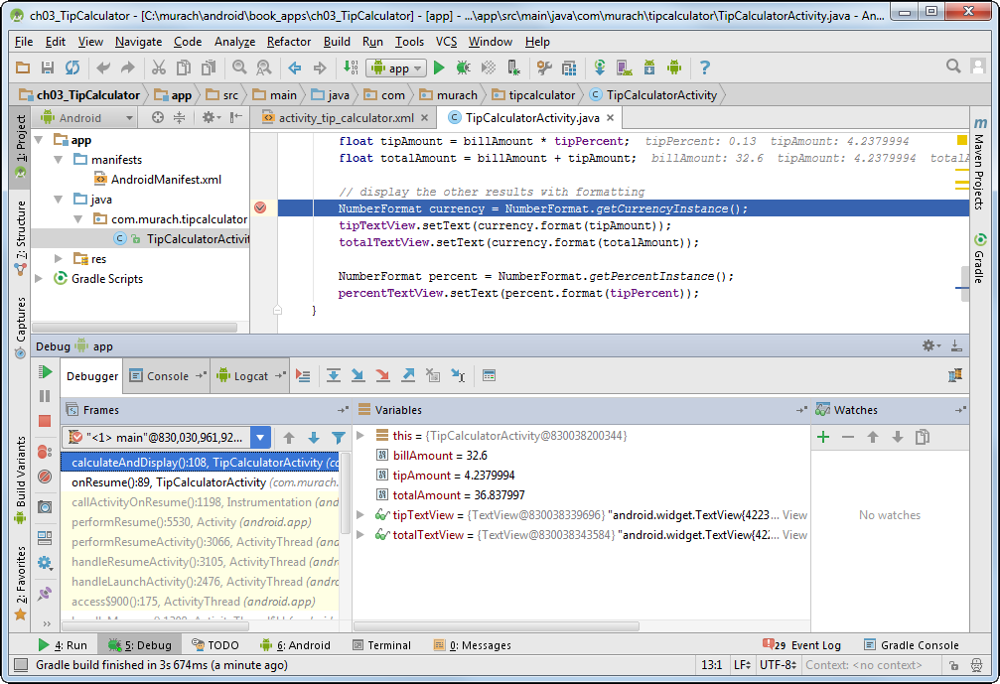 ch03_TipCalculator - [C:\murach\android\book_apps\ch03_TipCalculator] - [app] - ...\app\src\main\java\com\murach\tipcalculator\TipCalculatorActivity.java - An...
File Edit View Navigate Code Analyze Refactor Build Run Tools VCS Window Help
app
ch03_TipCalculator app src main java com murach tipcalculator TipCalculatorActivity
1: Project
7: Structure
Captures
Build Variants
2: Favorites
Android
app
manifests
AndroidManifest.xml
java
com.murach.tipcalculator
TipCalculatorActivit
res
Gradle Scripts
activity_tip_calculator.xml TipCalculatorActivity.java
float tipAmount = billAmount * tipPercent; tipPercent: 0.13 tipAmount: 4.2379994
float totalAmount = billAmount + tipAmount; billAmount: 32.6 tipAmount: 4.2379994 totalA
// display the other results with formatting
NumberFormat currency = NumberFormat.getCurrencyInstance();
tipTextView.setText(currency.format(tipAmount));
totalTextView.setText(currency.format(totalAmount));
NumberFormat percent = NumberFormat.getPercentInstance();
percentTextView.setText(percent.format(tipPercent));
}
m Maven Projects
Gradle
Debug app
Debugger Console Logcat
Frames
"<1> main"@830,030,961,92...
calculateAndDisplay():108, TipCalculatorActivity (co
onResume():89, TipCalculatorActivity (com.murach.
callActivityOnResume():1198, Instrumentation (and
performResume():5530, Activity (android.app)
performResumeActivity():3066, ActivityThread (and
handleResumeActivity():3105, ActivityThread (andr
handleLaunchActivity():2476, ActivityThread (andro
access$900():175, ActivityThread (android.app)
Variables
this = {TipCalculatorActivity@830038200344}
billAmount = 32.6
tipAmount = 4.2379994
totalAmount = 36.837997
tipTextView = {TextView@830038339696} "android.widget.TextView{4223... View
totalTextView = {TextView@830038343584} "android.widget.TextView{422... View
Watches
No watches
4: Run 5: Debug TODO 6: Android Terminal 0: Messages 29 Event Log Gradle Console
Gradle build finished in 3s 674ms (a minute ago) 13:1 LF÷ UTF-8÷ Context: <no context>